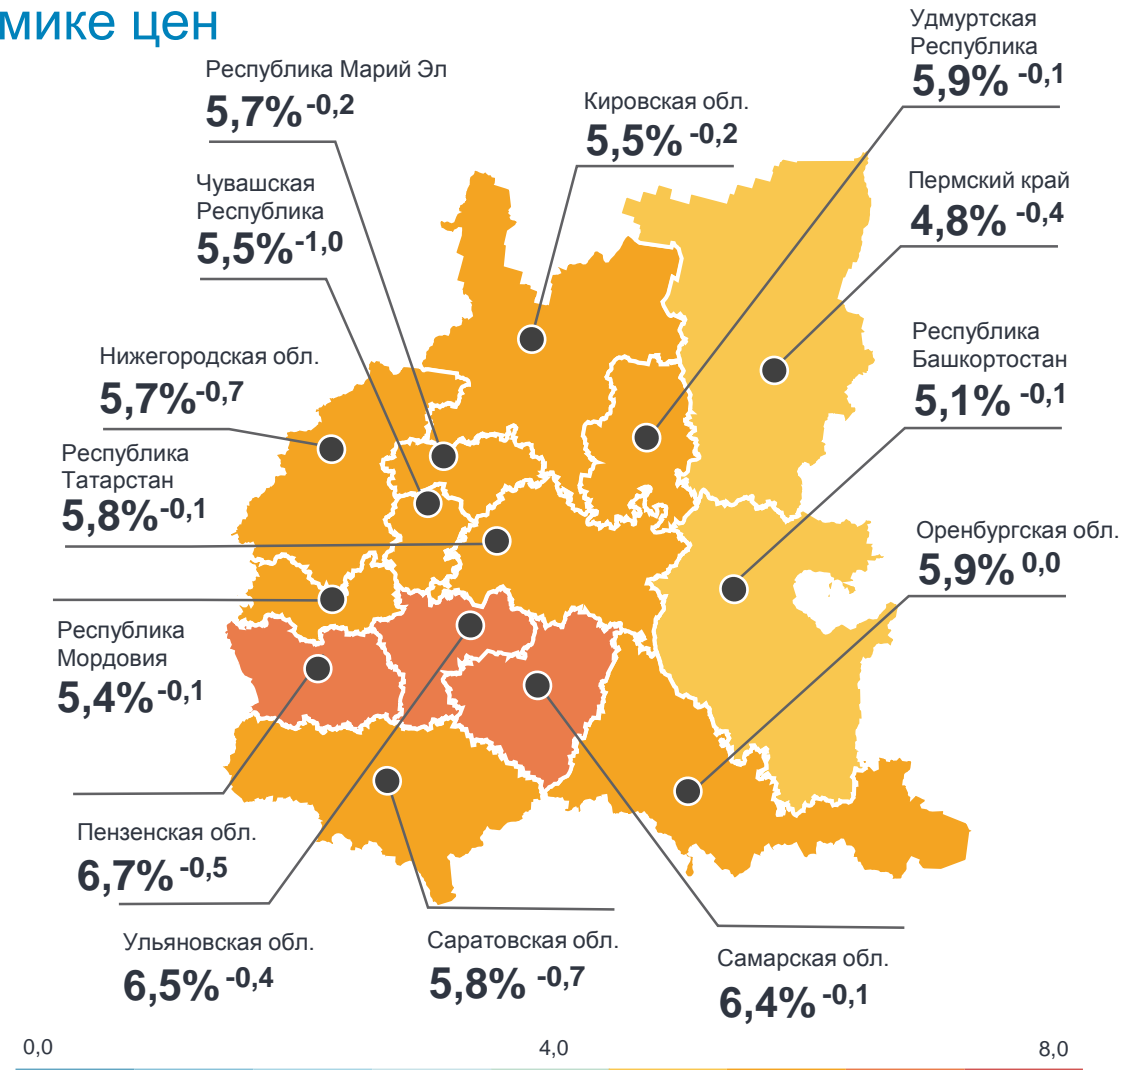 мике цен
Удмуртская
Республика
5,9% -0,1
Республика Марий Эл
5,7% -0,2
Кировская обл.
5,5% -0,2
Чувашская
Республика
5,5% -1,0
Пермский край
4,8% -0,4
Нижегородская обл.
5,7% -0,7
Республика
Башкортостан
5,1% -0,1
Республика
Татарстан
5,8% -0,1
Оренбургская обл.
5,9% 0,0
Республика
Мордовия
5,4% -0,1
Пензенская обл.
6,7% -0,5
Ульяновская обл.
6,5% -0,4
Саратовская обл.
5,8% -0,7
Самарская обл.
6,4% -0,1
0,0 4,0 8,0